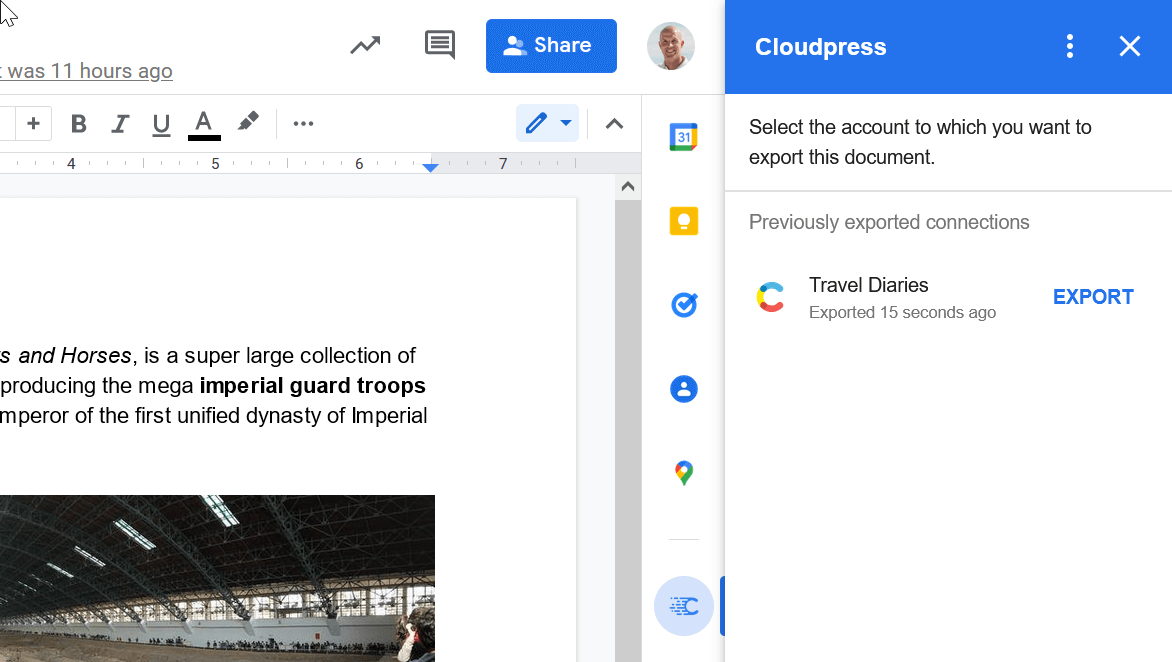 Share
Cloudpress
was 11 hours ago
31
Select the account to which you want to
export this document.
+ B I U A
4 5 6 7
Previously exported connections
Travel Diaries
Exported 15 seconds ago
EXPORT
and Horses, is a super large collection of
producing the mega imperial guard troops
of the first unified dynasty of Imperial